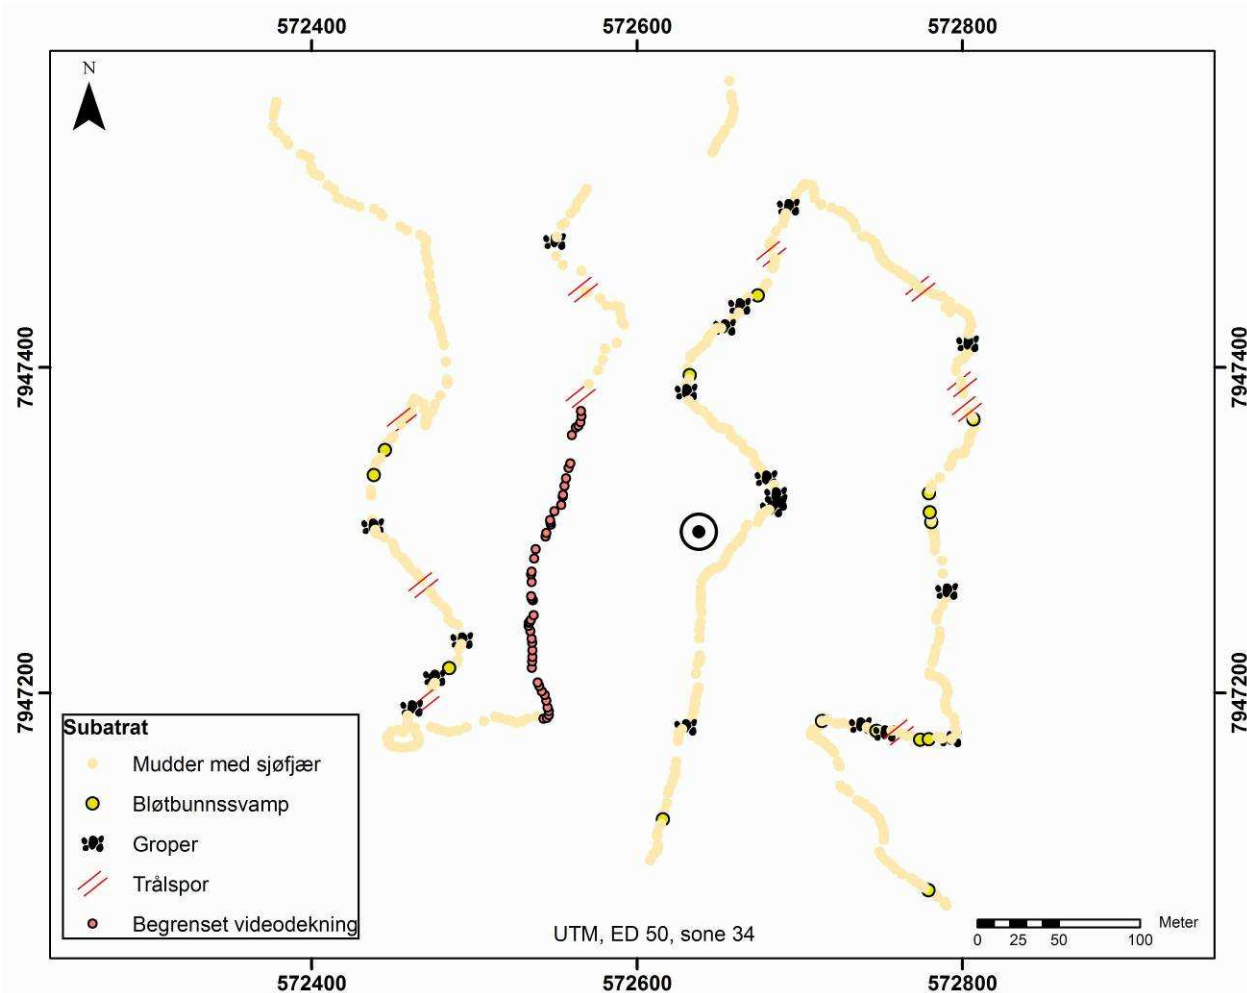 572400 572600 572800
N
7947400 7947400
7947200 7947200
Subatrat
Mudder med sjøfjær
Bløtbunnssvamp
Groper
Trålspor
Begrenset videodekning
UTM, ED 50, sone 34
Meter
0 25 50 100
572400 572600 572800